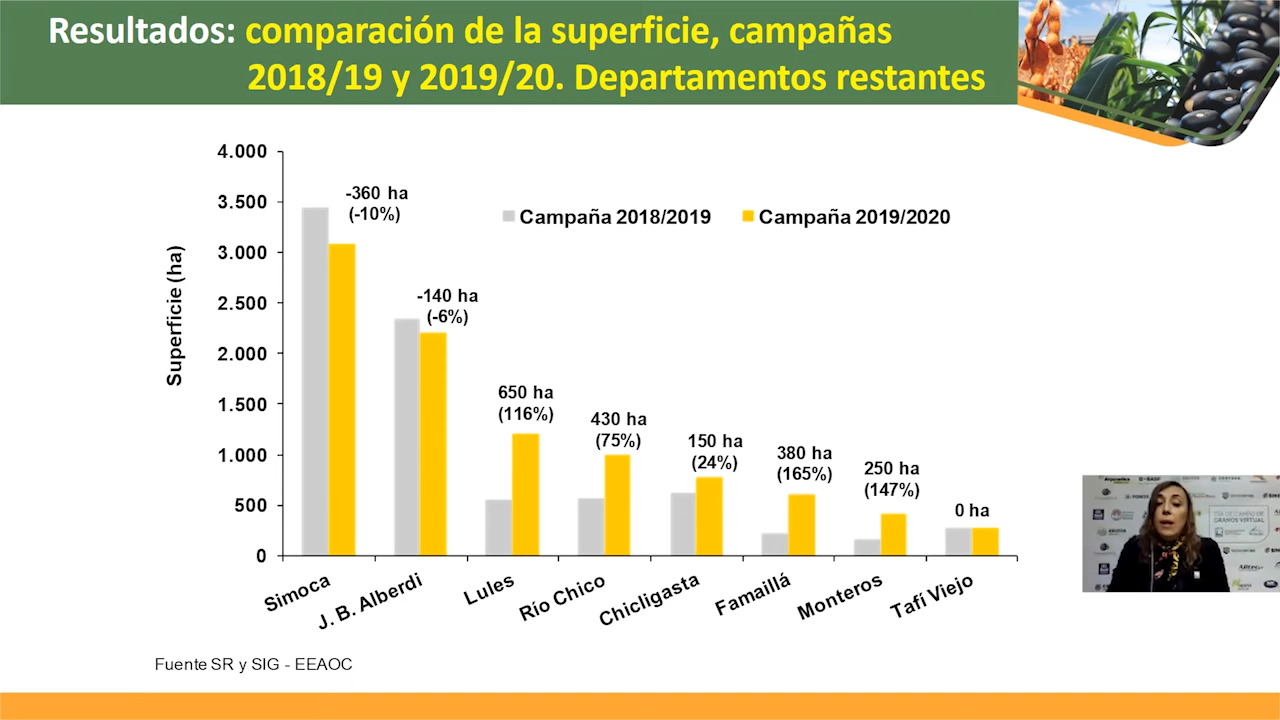 Resultados: comparación de la superficie, campañas
2018/19 y 2019/20. Departamentos restantes
4.000
3.500
3.000
2.500
2.000
1.500
1.000
500
0
Superficie (ha)
Campaña 2018/2019
Campaña 2019/2020
-360 ha
(-10%)
-140 ha
(-6%)
650 ha
(116%)
430 ha
(75%)
150 ha
(24%)
380 ha
(165%)
250 ha
(147%)
0 ha
Simoca
J. B. Alberdi
Lules
Río Chico
Chicligasta
Famaillá
Monteros
Tafí Viejo
Fuente SR y SIG - EEAOC
GRANOS VIRTUAL